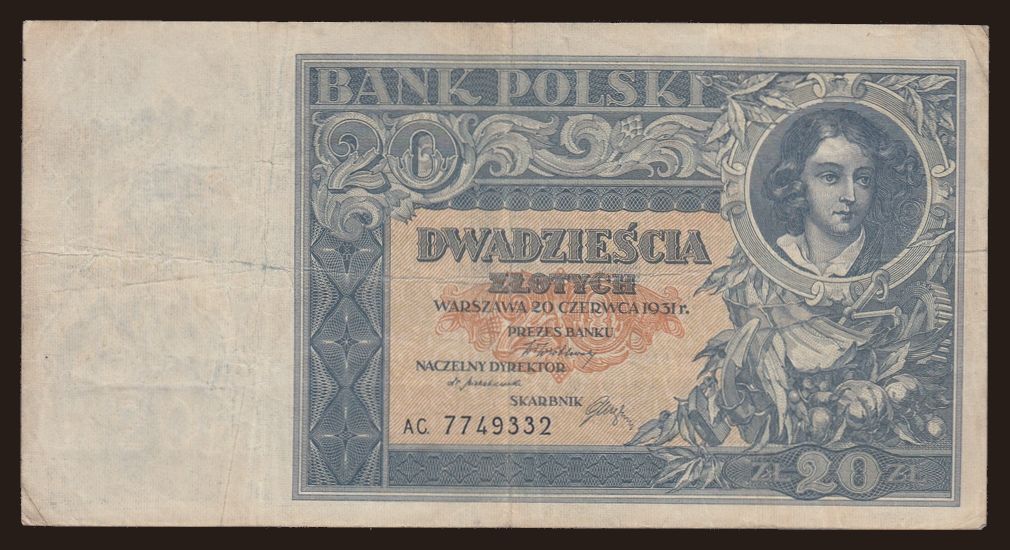 BANK POLSKI
20
DWADZIEŚCIA
ZŁOTYCH
WARSZAWA 20 CZERWCA 1931 r.
PREZES BANKU
NACZELNY DYREKTOR
SKARBNIK
AC. 7749332
ZŁ 20 ZŁ